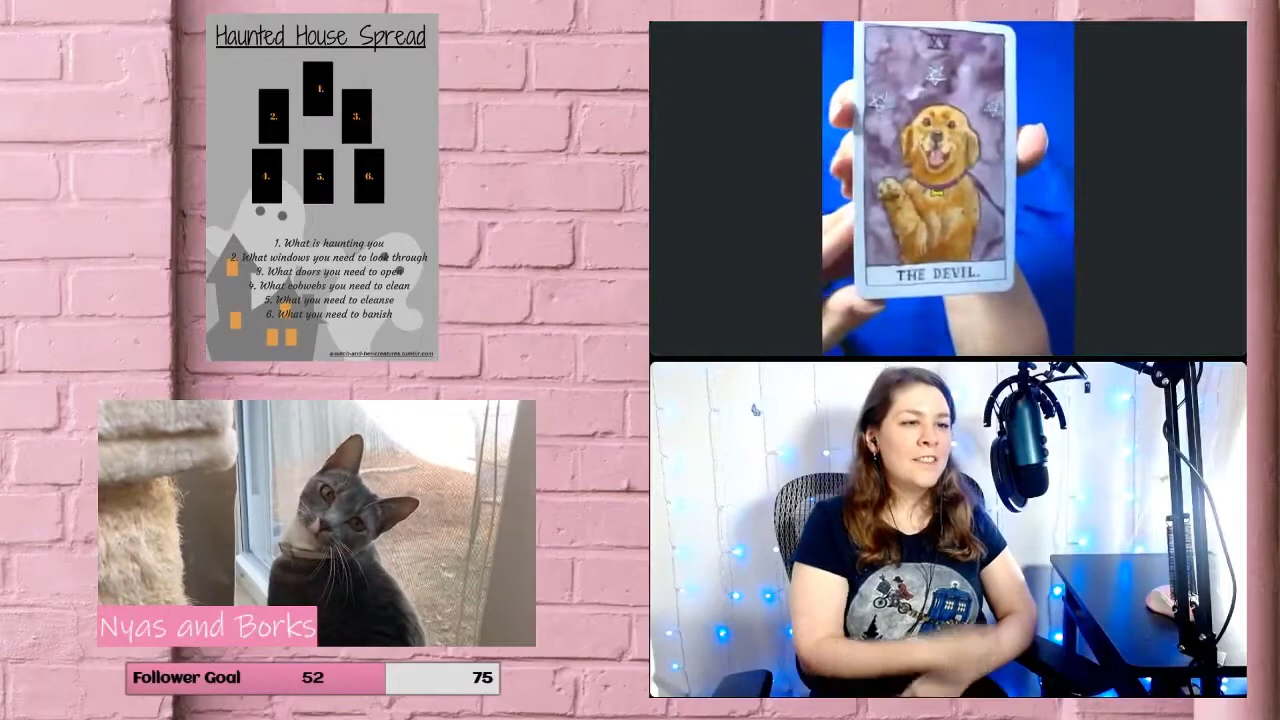 Haunted House Spread
1.
2.
3.
4.
5.
6.
1. What is haunting you
2. What windows you need to look through
3. What doors you need to open
4. What cobwebs you need to clean
5. What you need to cleanse
6. What you need to banish
XV
THE DEVIL.
Nyas and Borks
Follower Goal 52 75